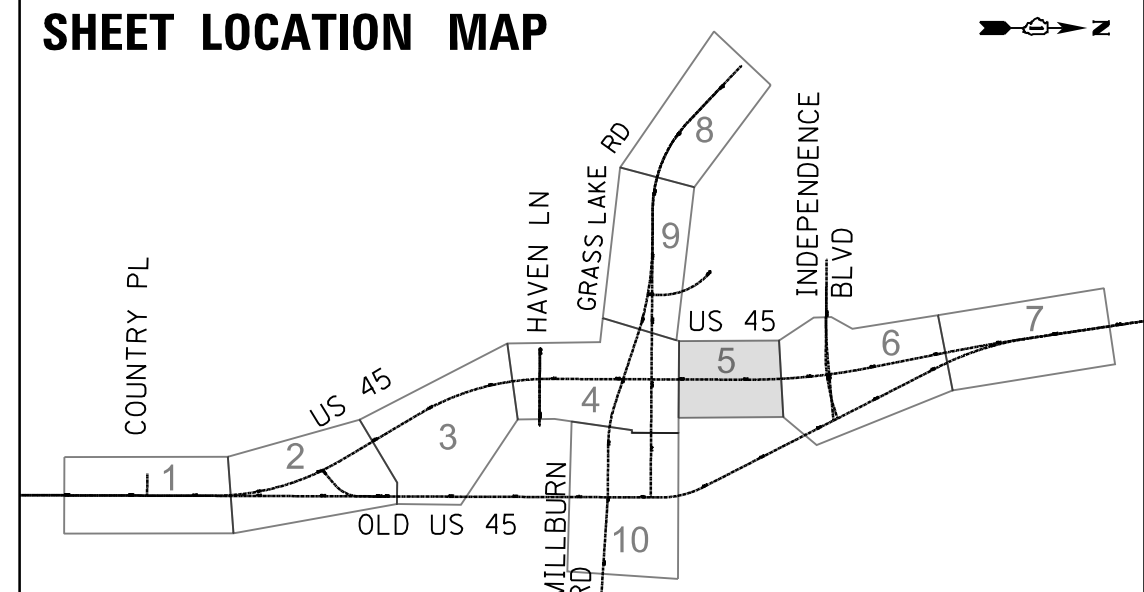 SHEET LOCATION MAP
N
8
GRASS LAKE RD
INDEPENDENCE
BLVD
HAVEN LN
9
COUNTRY PL
US 45
US 45
5
6
7
4
3
2
1
OLD US 45
MILLBURN
RD
10